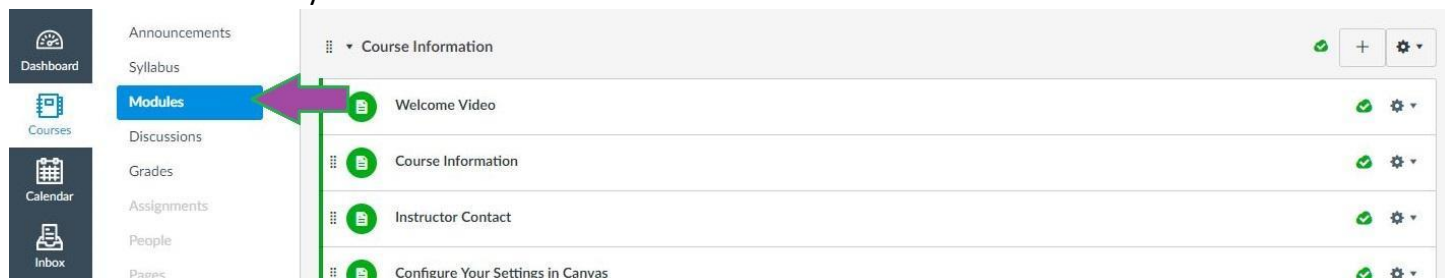 Dashboard
Courses
Calendar
Inbox
Announcements
Syllabus
Modules
Discussions
Grades
Assignments
People
Pages
Course Information
Welcome Video
Course Information
Instructor Contact
Configure Your Settings in Canvas